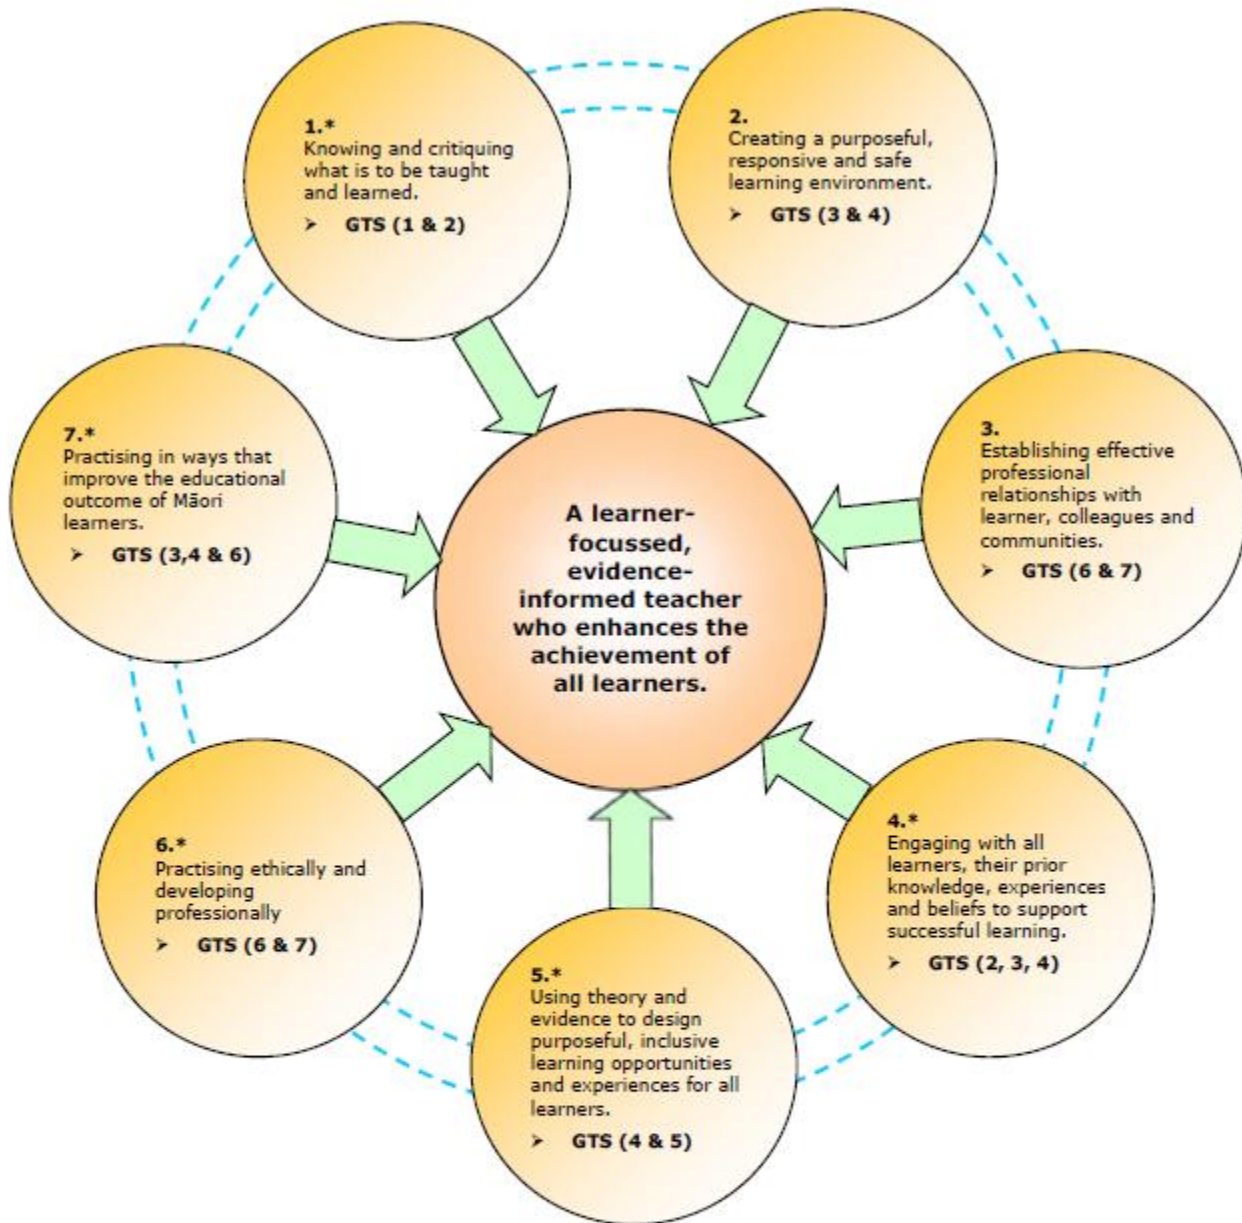 1.*
Knowing and critiquing
what is to be taught
and learned.
➢ GTS (1 & 2)
2.
Creating a purposeful,
responsive and safe
learning environment.
➢ GTS (3 & 4)
3.
Establishing effective
professional
relationships with
learner, colleagues and
communities.
➢ GTS (6 & 7)
4.*
Engaging with all
learners, their prior
knowledge, experiences
and beliefs to support
successful learning.
➢ GTS (2, 3, 4)
5.*
Using theory and
evidence to design
purposeful, inclusive
learning opportunities
and experiences for all
learners.
➢ GTS (4 & 5)
6.*
Practising ethically and
developing
professionally
➢ GTS (6 & 7)
7.*
Practising in ways that
improve the educational
outcome of Māori
learners.
➢ GTS (3,4 & 6)
A learner-
focussed,
evidence-
informed teacher
who enhances the
achievement of
all learners.